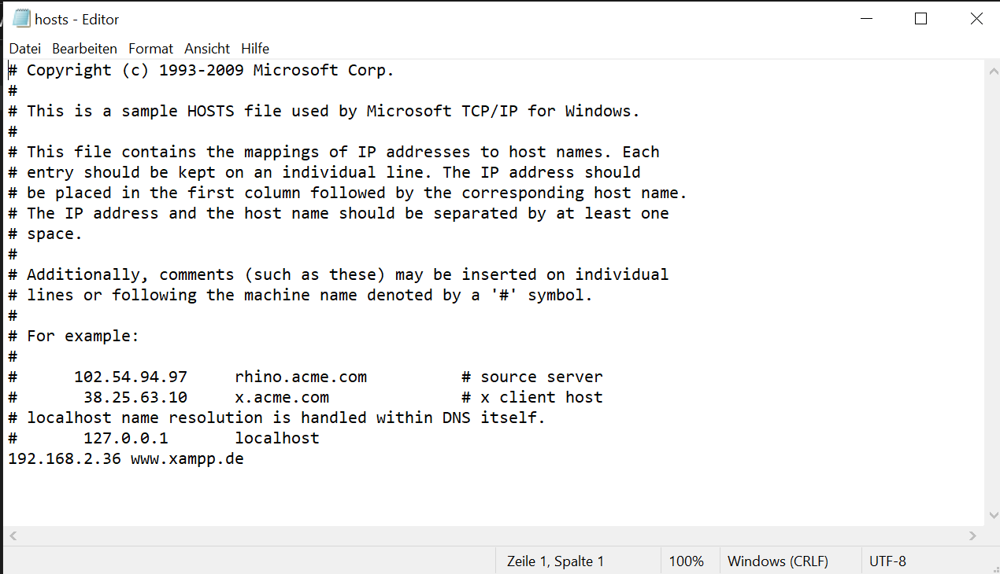 hosts - Editor
Datei Bearbeiten Format Ansicht Hilfe
# Copyright (c) 1993-2009 Microsoft Corp.
#
# This is a sample HOSTS file used by Microsoft TCP/IP for Windows.
#
# This file contains the mappings of IP addresses to host names. Each
# entry should be kept on an individual line. The IP address should
# be placed in the first column followed by the corresponding host name.
# The IP address and the host name should be separated by at least one
# space.
#
# Additionally, comments (such as these) may be inserted on individual
# lines or following the machine name denoted by a '#' symbol.
#
# For example:
#
#      102.54.94.97     rhino.acme.com          # source server
#       38.25.63.10     x.acme.com              # x client host
# localhost name resolution is handled within DNS itself.
#       127.0.0.1       localhost
192.168.2.36 www.xampp.de
Zeile 1, Spalte 1 100% Windows (CRLF) UTF-8